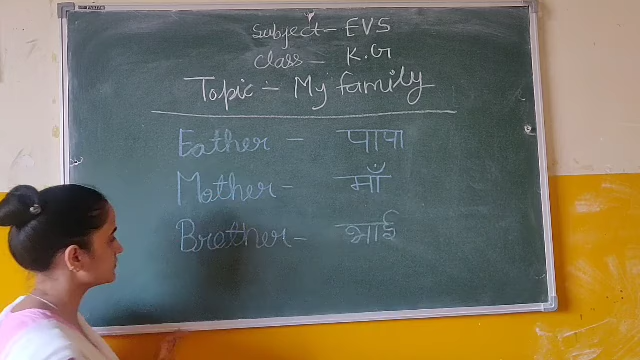 Subject - EVS
Class - K.G
Topic :- My family
Father - पापा
Mother - माँ
Brother - भाई